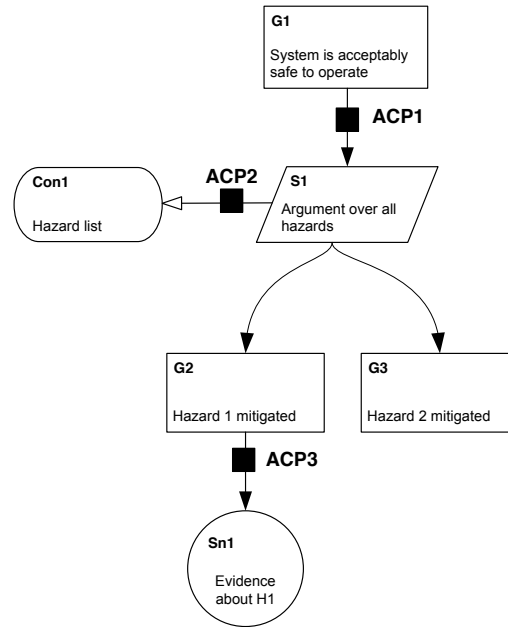 G1
System is acceptably
safe to operate
ACP1
ACP2
Con1
Hazard list
S1
Argument over all
hazards
G2
Hazard 1 mitigated
G3
Hazard 2 mitigated
ACP3
Sn1
Evidence
about H1